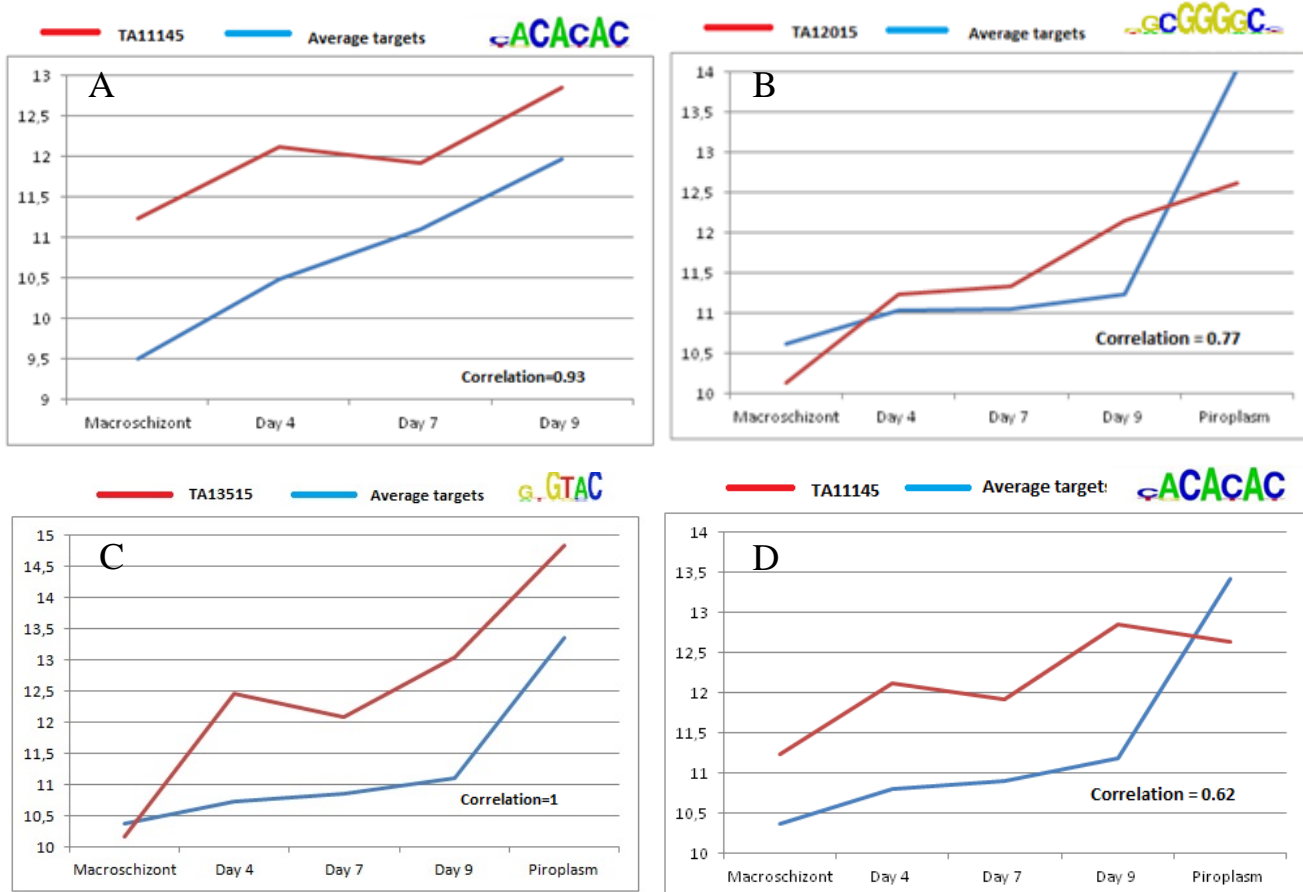 TA11145 Average targets cACACAC
A
13
12,5
12
11,5
11
10,5
10
9,5
9
Correlation=0.93
Macroschizont Day 4 Day 7 Day 9
TA12015 Average targets GCGGGGC
B
14
13,5
13
12,5
12
11,5
11
10,5
10
Correlation = 0.77
Macroschizont Day 4 Day 7 Day 9 Piroplasm
TA13515 Average targets G GTAC
C
15
14,5
14
13,5
13
12,5
12
11,5
11
10,5
10
Correlation=1
Macroschizont Day 4 Day 7 Day 9 Piroplasm
TA11145 Average targets cACACAC
D
14
13,5
13
12,5
12
11,5
11
10,5
10
Correlation = 0.62
Macroschizont Day 4 Day 7 Day 9 Piroplasm